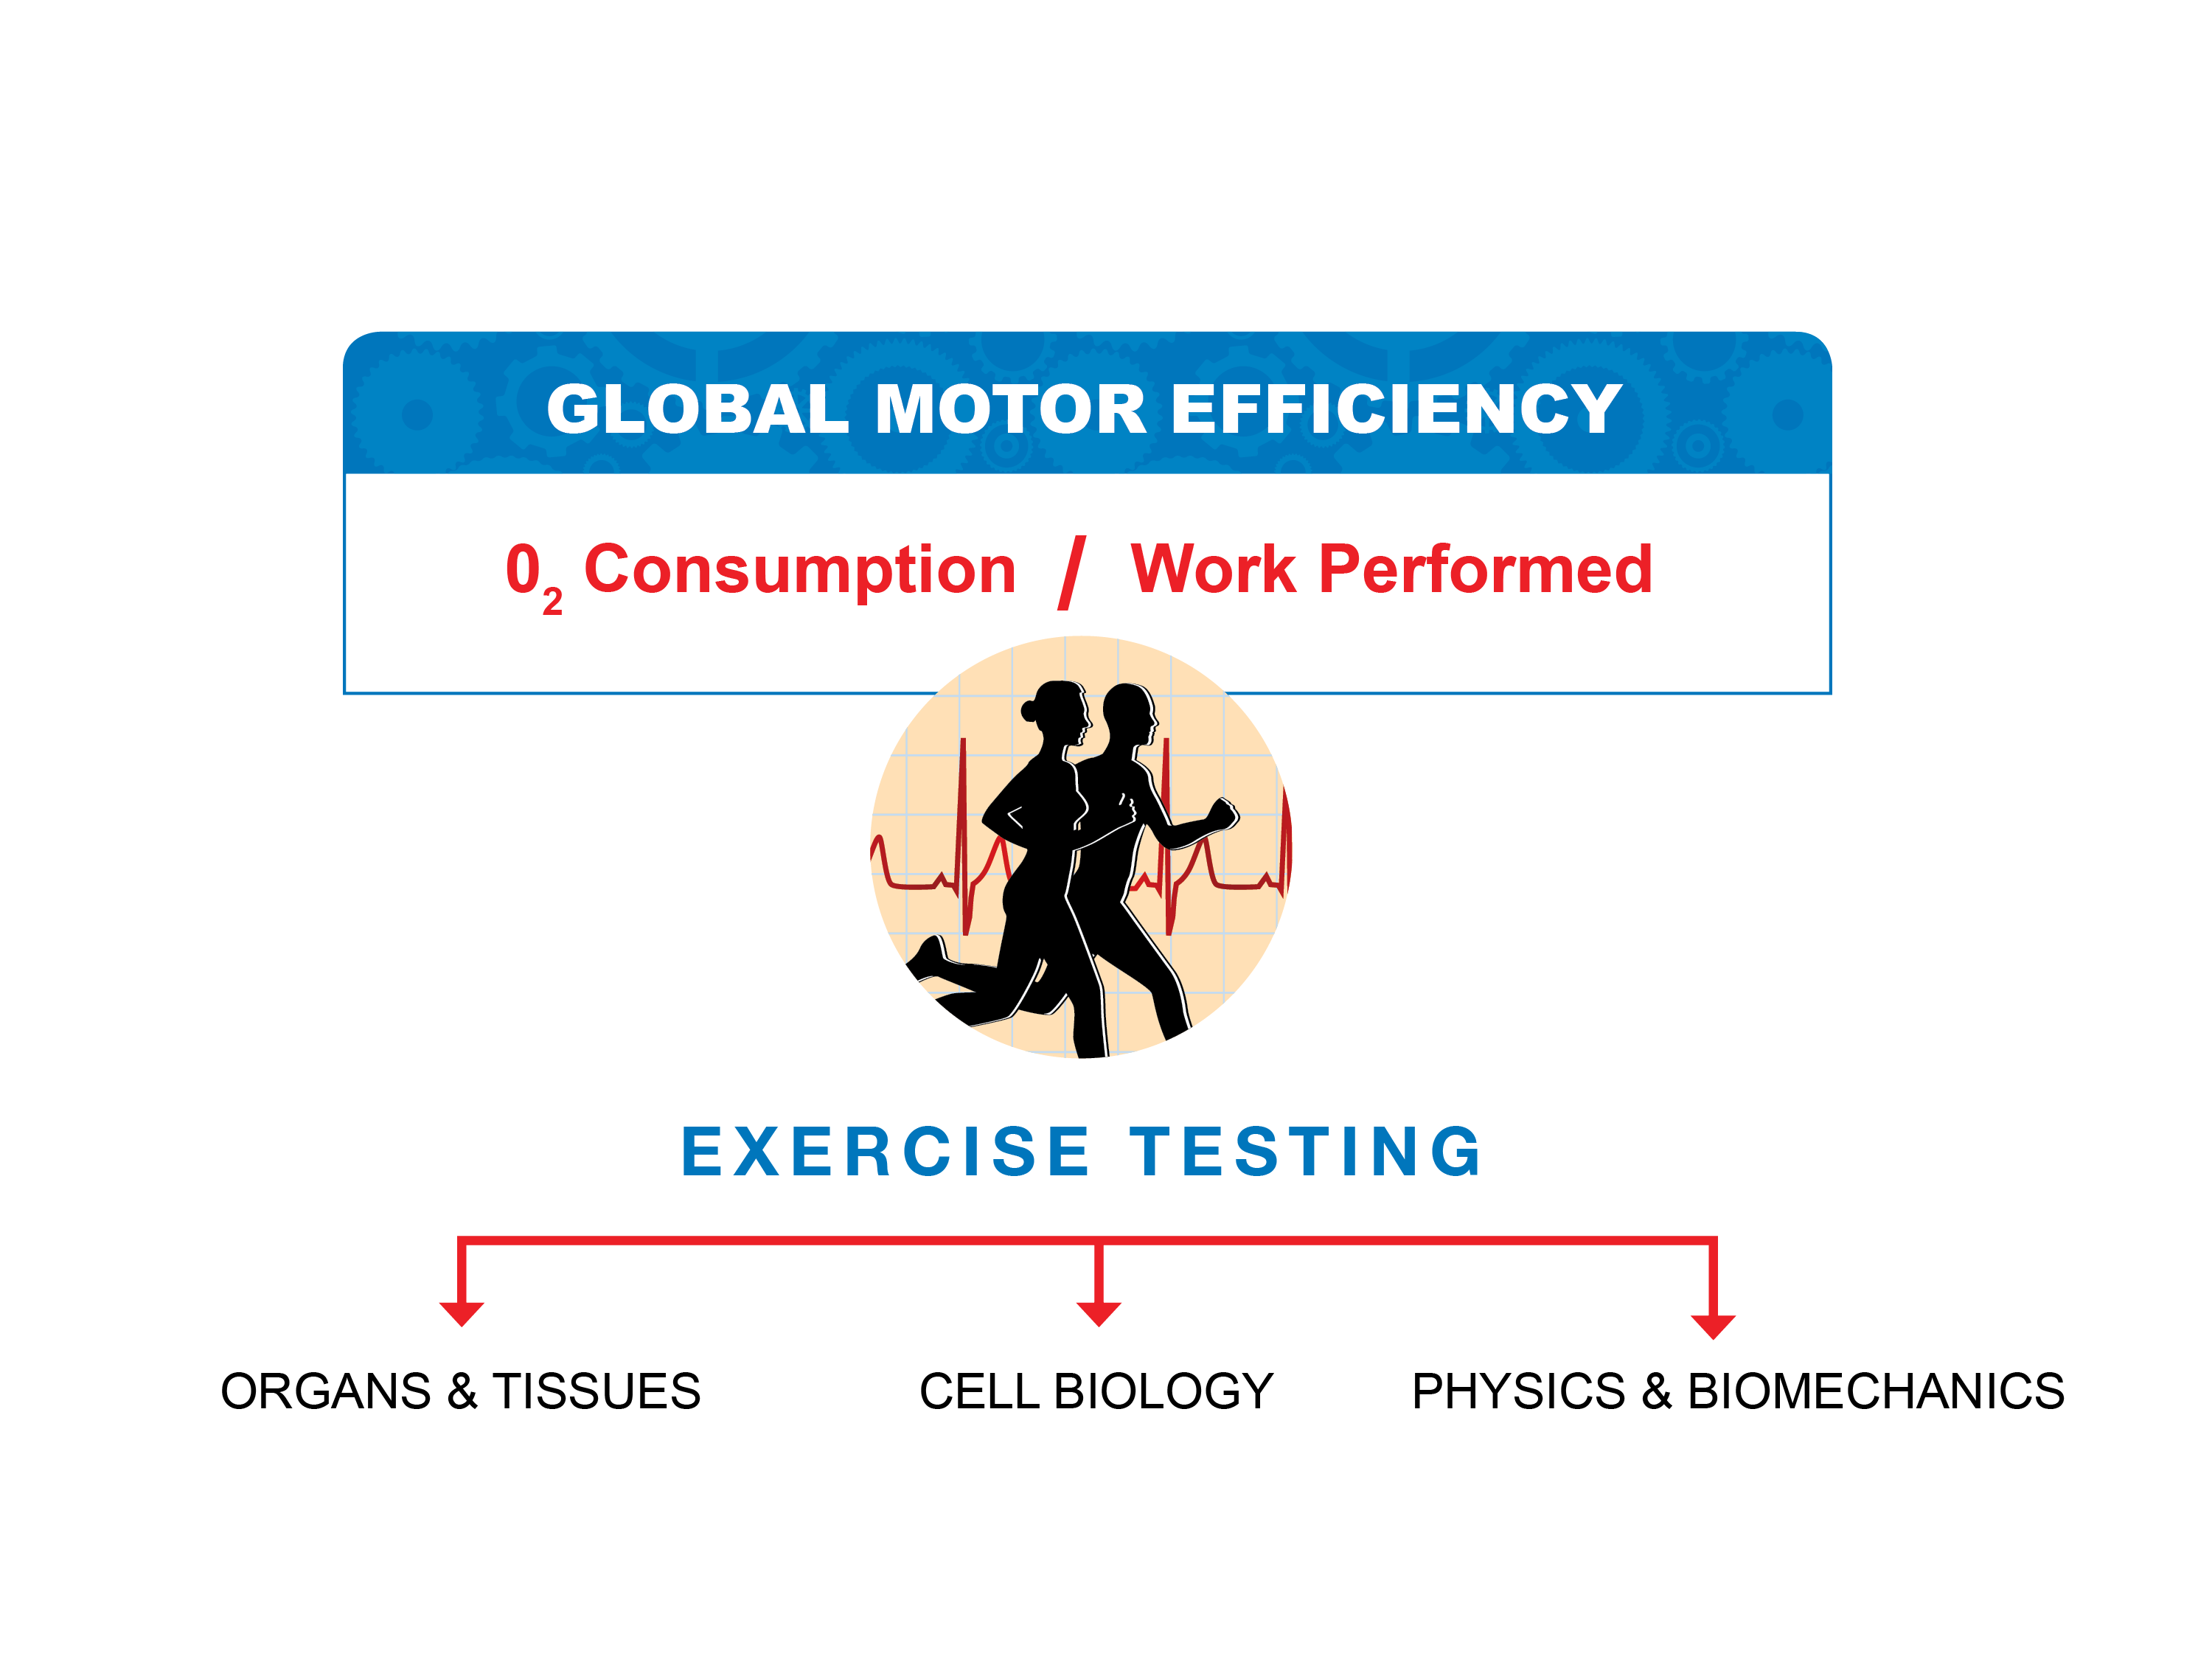 GLOBAL MOTOR EFFICIENCY
0₂ Consumption / Work Performed
EXERCISE TESTING
ORGANS & TISSUES
CELL BIOLOGY
PHYSICS & BIOMECHANICS